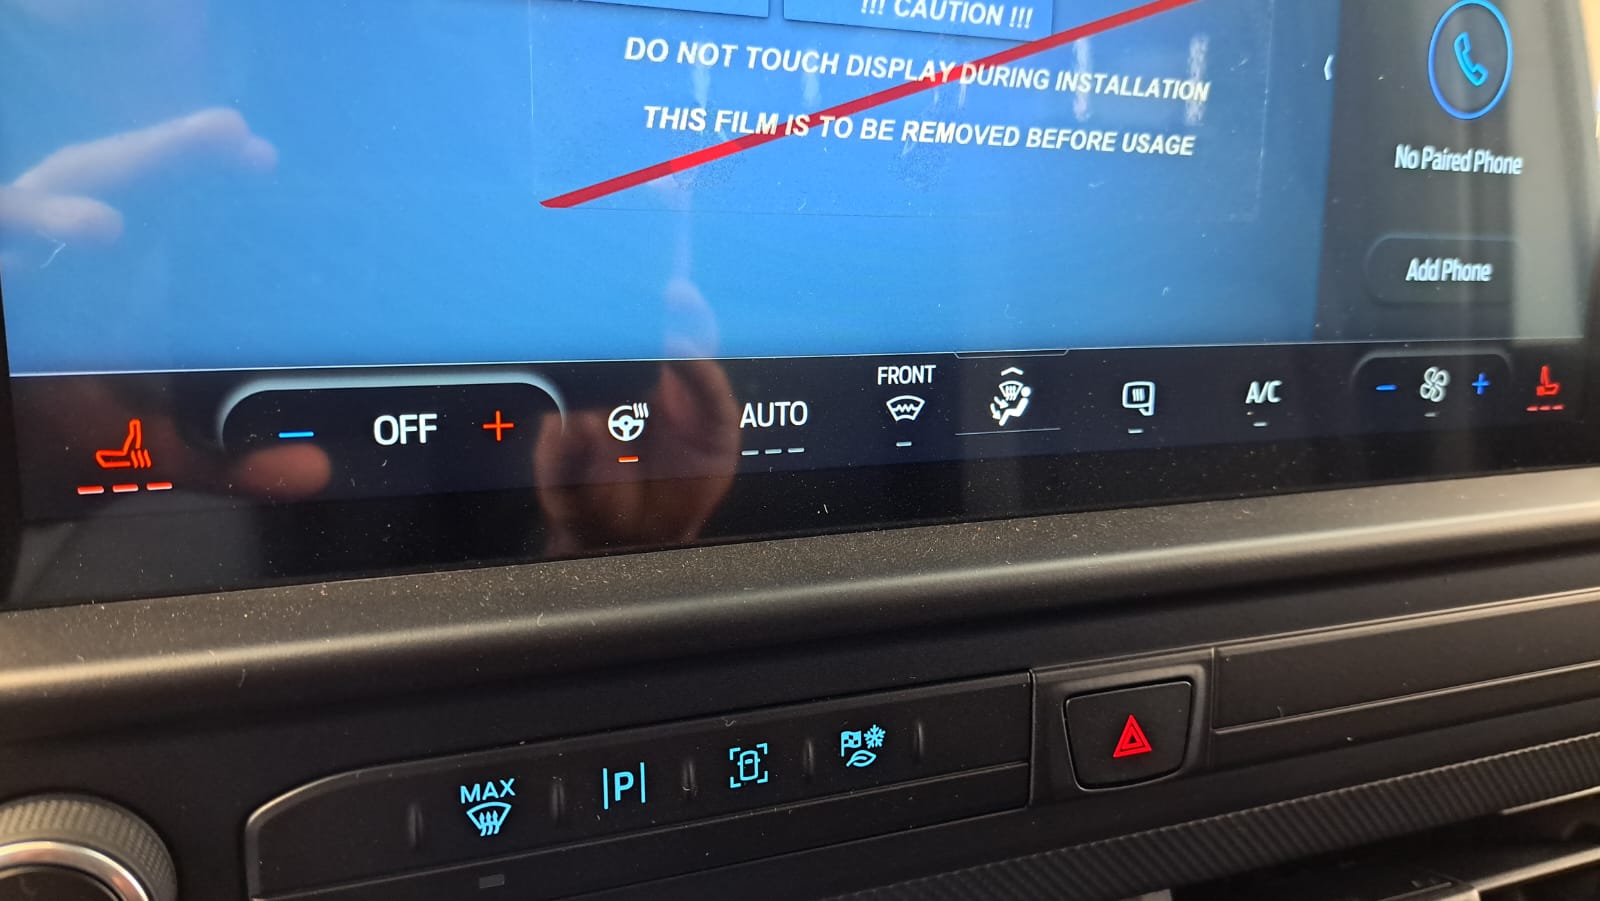 !!! CAUTION !!!
DO NOT TOUCH DISPLAY DURING INSTALLATION
THIS FILM IS TO BE REMOVED BEFORE USAGE
No Paired Phone
Add Phone
OFF
AUTO
FRONT
A/C
MAX
|P|